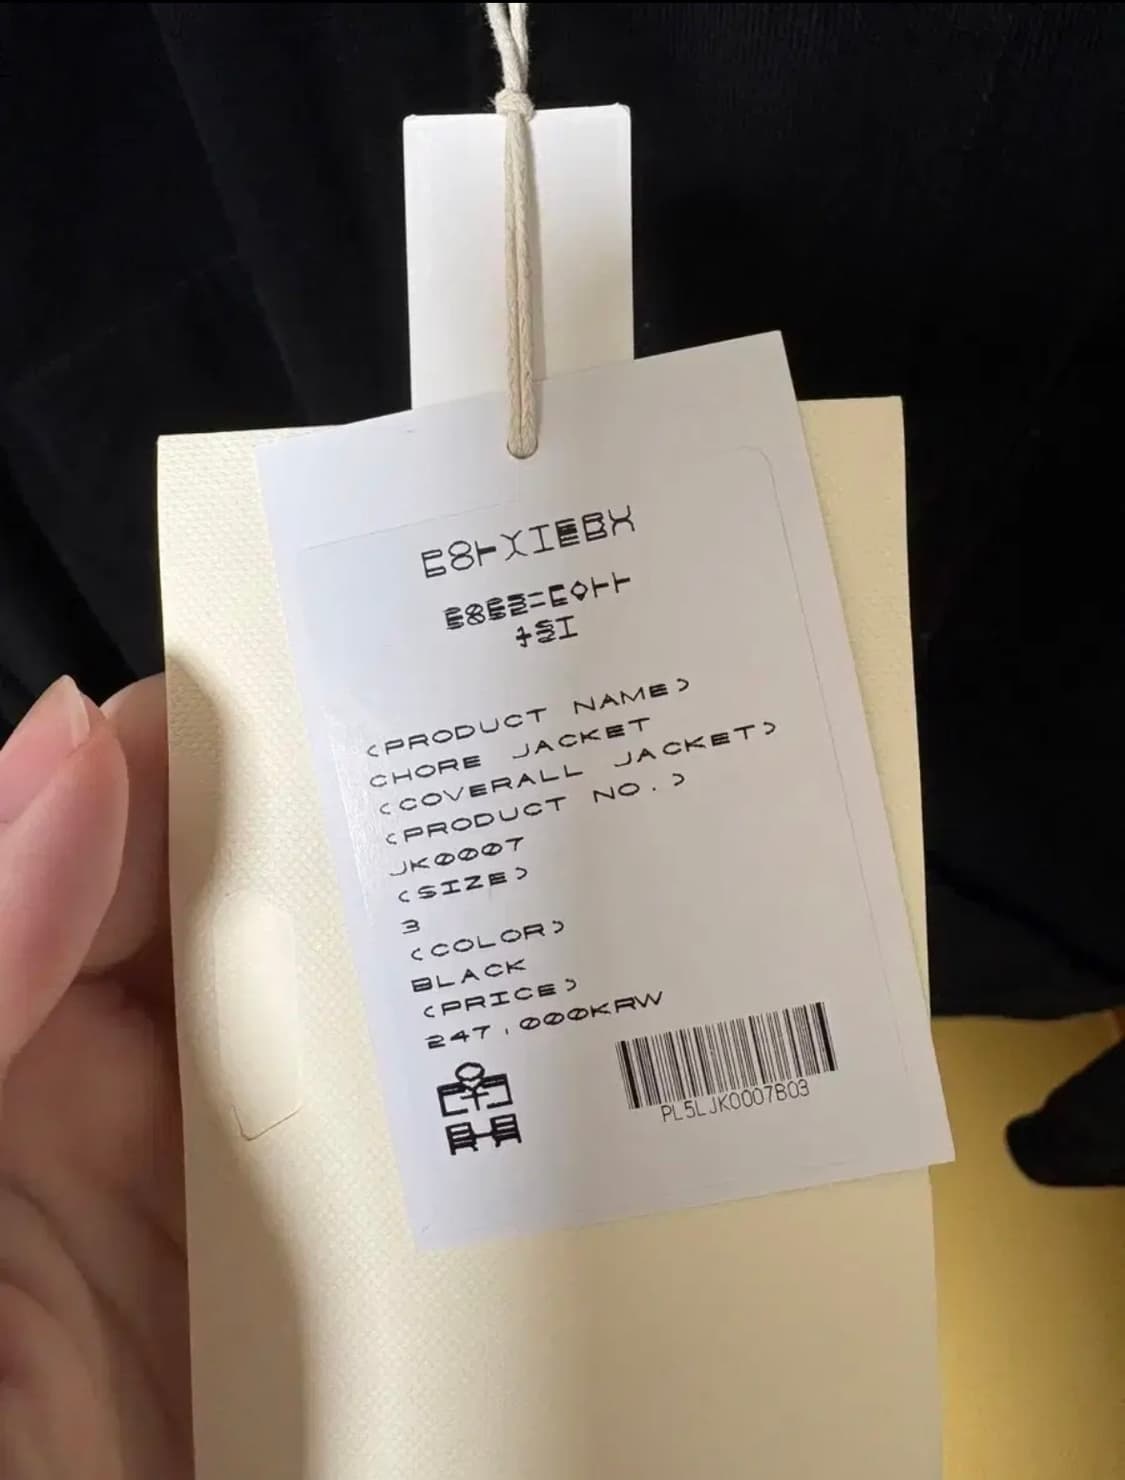 <PRODUCT NAME>
CHORE JACKET
<COVERALL JACKET>
<PRODUCT NO.>
JK0007
<SIZE>
3
<COLOR>
BLACK
<PRICE>
247,000KRW
PL5LJK0007B03